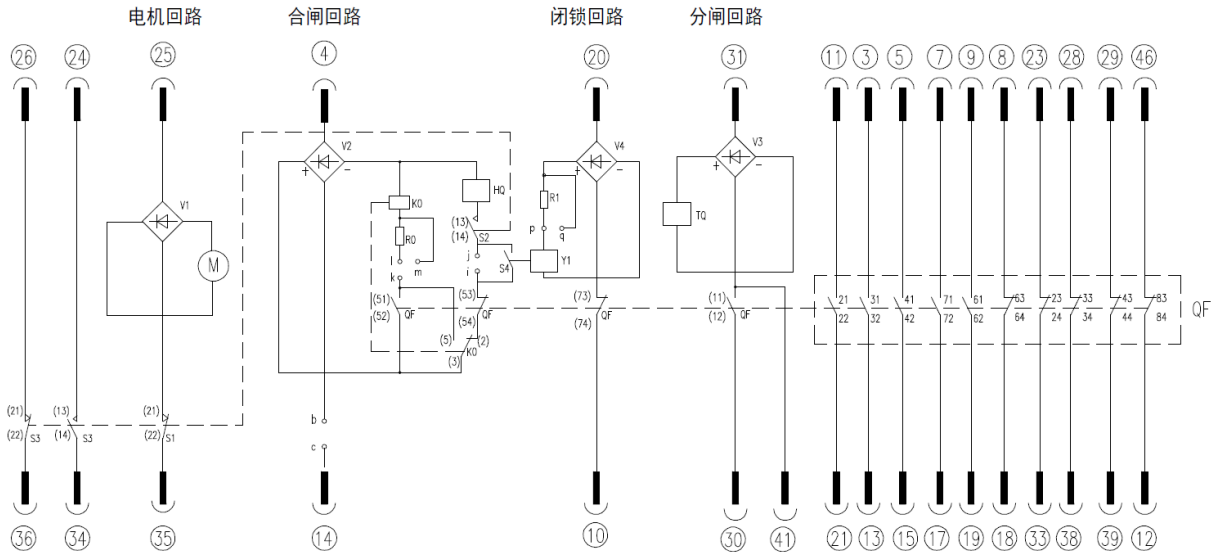 电机回路 合闸回路 闭锁回路 分闸回路
26 24 25 4 20 31 11 3 5 7 9 8 23 28 29 46
V2 V4 V3
+ - + - + -
K0 HQ R1 TQ
V1 (13) p q
R0 (14) S2
M l m j S4 Y1
k i
(51) (53) (73) (11) 21 31 41 71 61 63 23 33 43 83
(52) QF (54) QF (74) QF (12) QF 22 32 42 72 62 64 24 34 44 84 QF
(5) (2)
(3) K0
(21) (13) (21) b
(22) S3 (14) S3 (22) S1
c
36 34 35 14 10 30 41 21 13 15 17 19 18 33 38 39 12